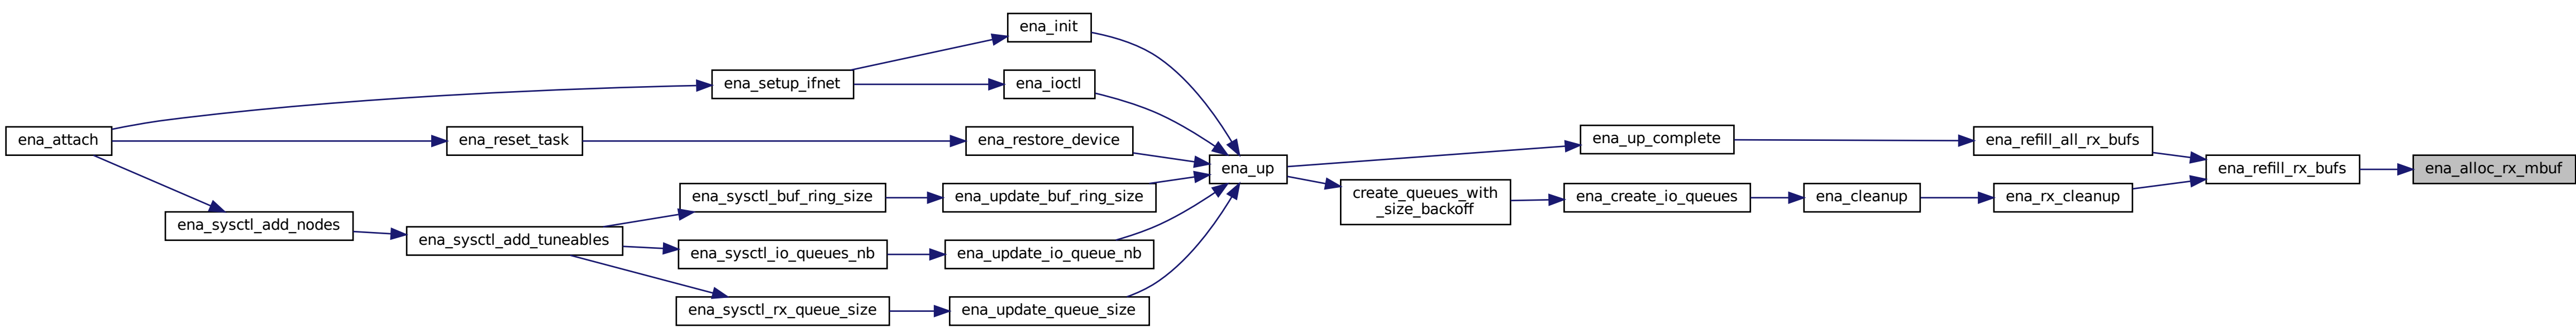 ena_init
ena_setup_ifnet
ena_ioctl
ena_attach
ena_reset_task
ena_restore_device
ena_up_complete
ena_refill_all_rx_bufs
ena_up
ena_refill_rx_bufs
ena_alloc_rx_mbuf
ena_sysctl_buf_ring_size
ena_update_buf_ring_size
create_queues_with
_size_backoff
ena_create_io_queues
ena_cleanup
ena_rx_cleanup
ena_sysctl_add_nodes
ena_sysctl_add_tuneables
ena_sysctl_io_queues_nb
ena_update_io_queue_nb
ena_sysctl_rx_queue_size
ena_update_queue_size